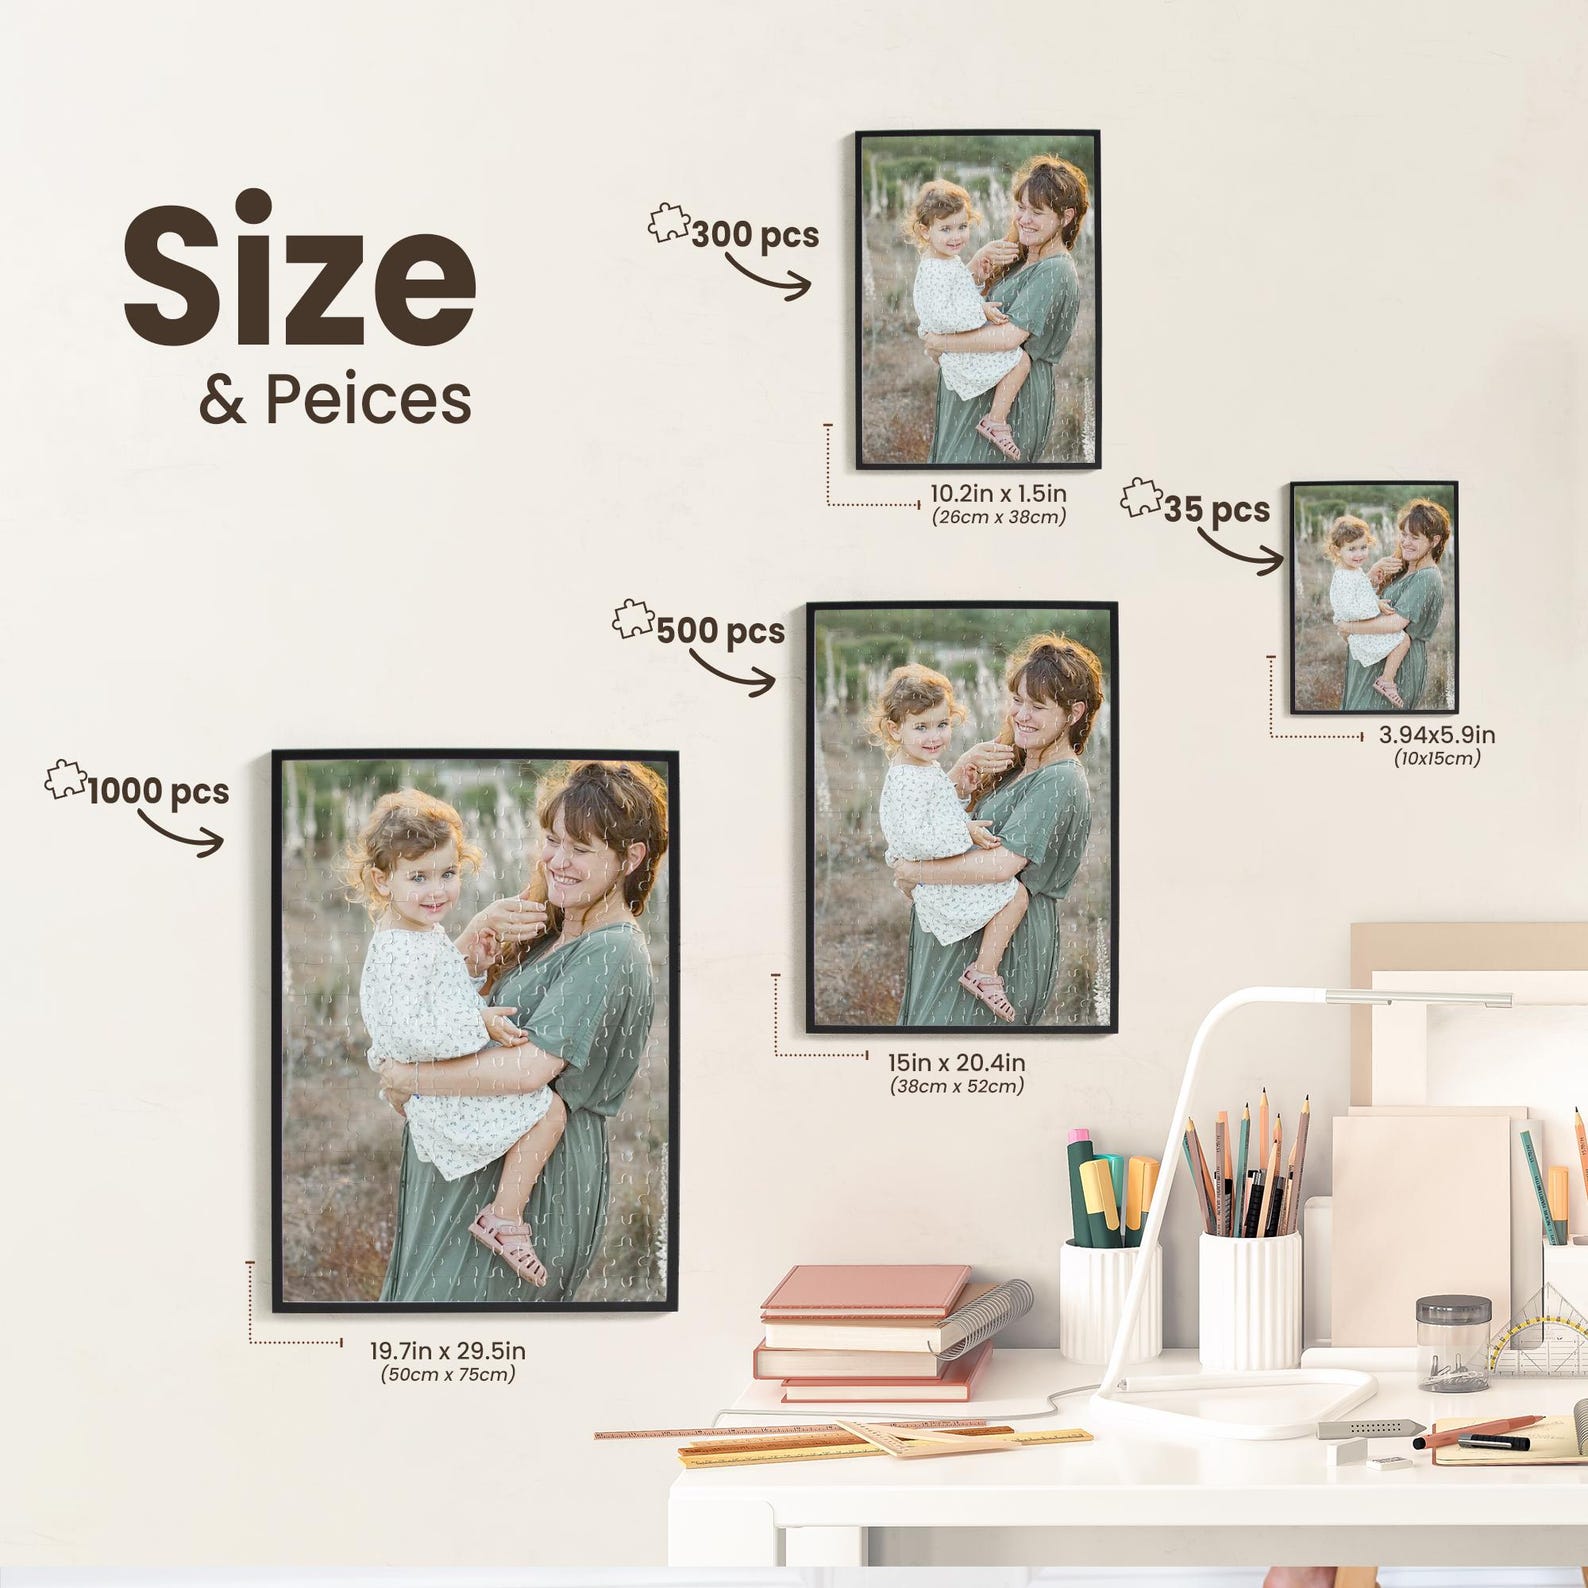 Size
& Peices
300 pcs
10.2in x 1.5in
(26cm x 38cm)
35 pcs
3.94x5.9in
(10x15cm)
500 pcs
15in x 20.4in
(38cm x 52cm)
1000 pcs
19.7in x 29.5in
(50cm x 75cm)